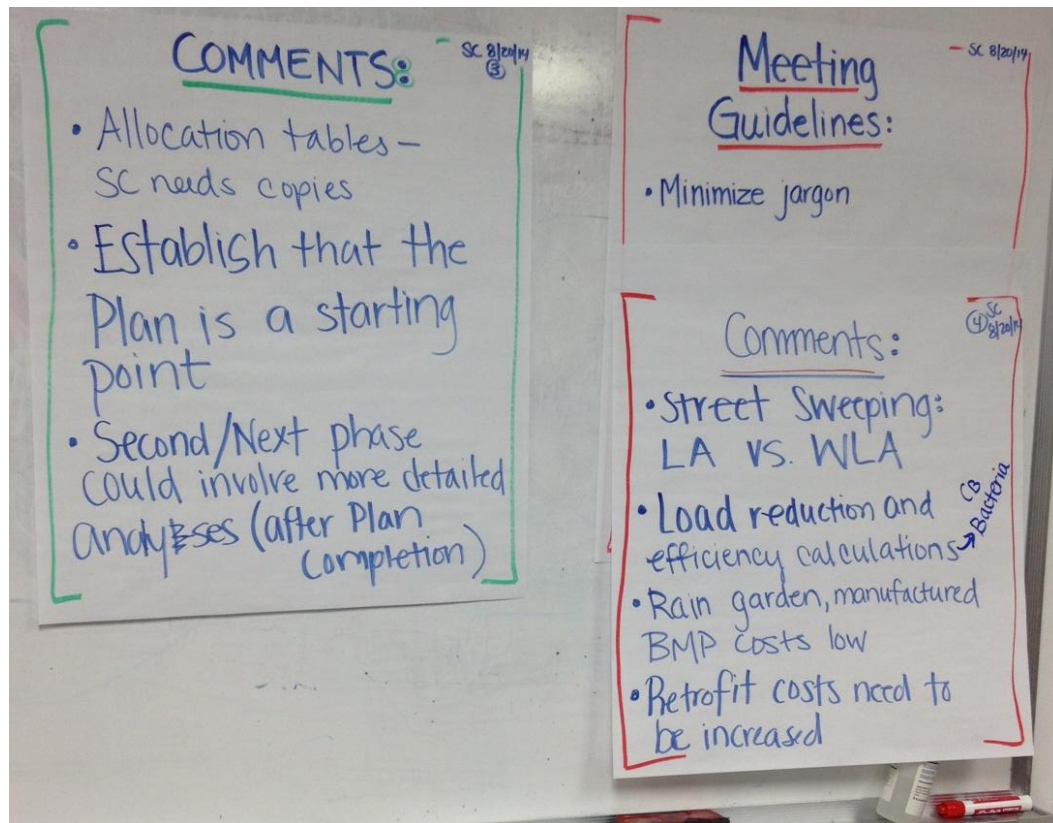 COMMENTS:
SC 8/20/14
3
• Allocation tables –
SC needs copies
• Establish that the
Plan is a starting
point
• Second/Next phase
could involve more detailed
analyses (after Plan
completion)
Meeting
Guidelines:
SC 8/20/14
• Minimize jargon
Comments:
4 SC
8/20/14
• Street Sweeping:
LA vs. WLA
• Load reduction and
efficiency calculations →
CB
Bacteria
• Rain garden, manufactured
BMP costs low
• Retrofit costs need to
be increased